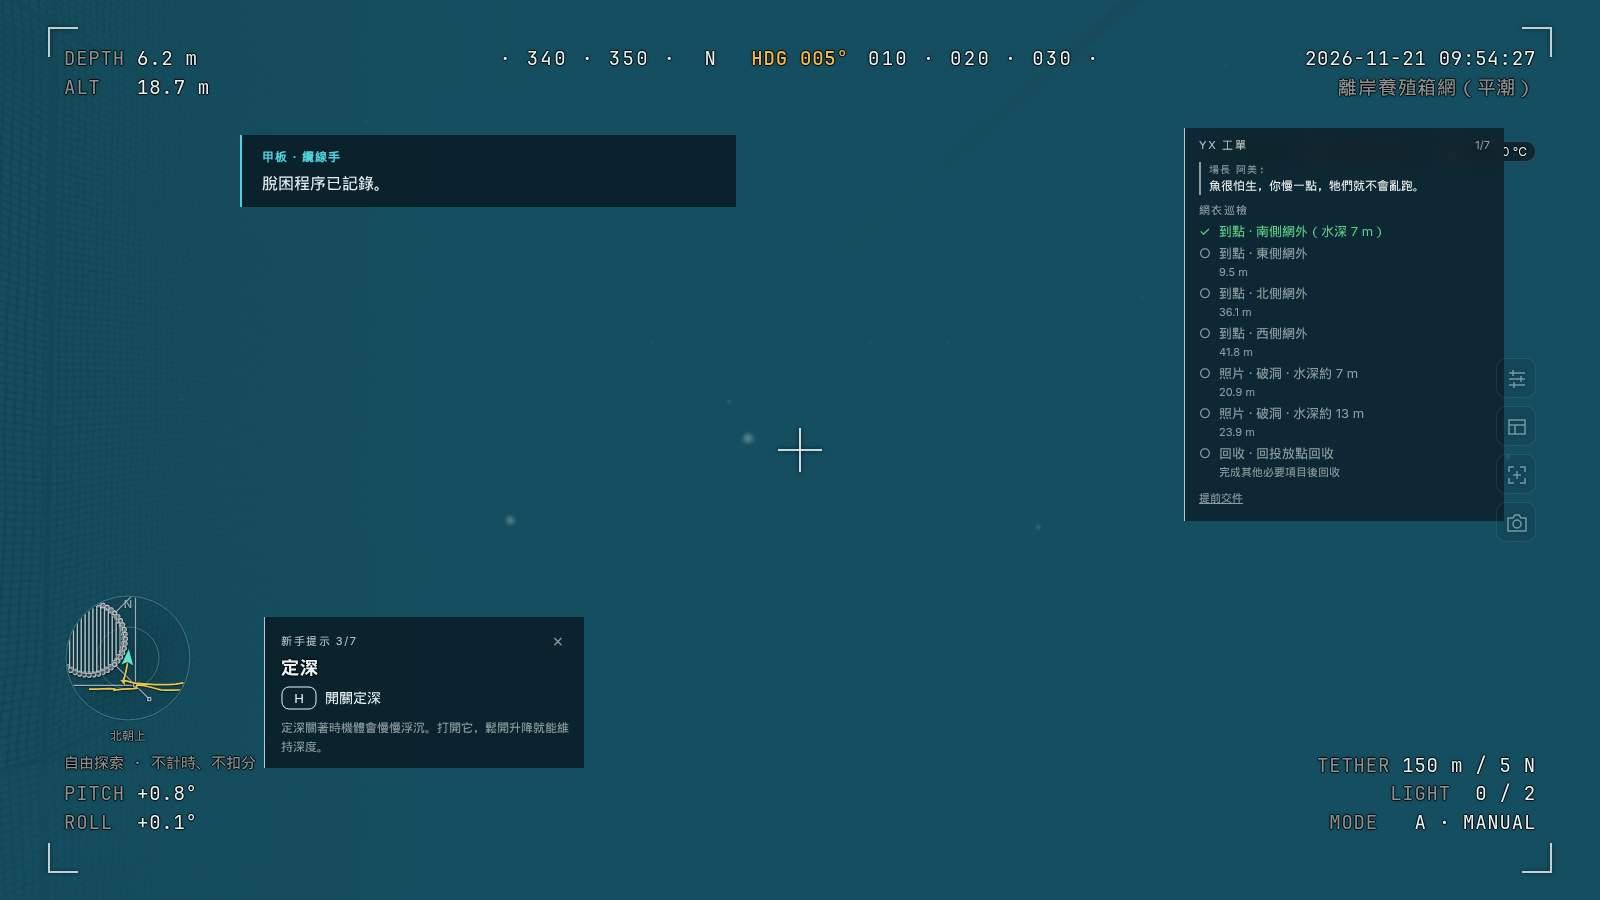 DEPTH 6.2 m
ALT 18.7 m
· 340 · 350 · N HDG 005° 010 · 020 · 030 ·
2026-11-21 09:54:27
離岸養殖箱網（平潮）
甲板 · 纜線手
脫困程序已記錄。
YX 工單 1/7
0 °C
場長 阿美：
魚很怕生，你慢一點，牠們就不會亂跑。
網衣巡檢
到點 · 南側網外（水深 7 m）
到點 · 東側網外
9.5 m
到點 · 北側網外
36.1 m
到點 · 西側網外
41.8 m
照片 · 破洞 · 水深約 7 m
20.9 m
照片 · 破洞 · 水深約 13 m
23.9 m
回收 · 回投放點回收
完成其他必要項目後回收
提前交件
N
北朝上
自由探索 · 不計時、不扣分
PITCH +0.8°
ROLL +0.1°
新手提示 3/7
定深
H 開關定深
定深關著時機體會慢慢浮沉。打開它，鬆開升降就能維
持深度。
TETHER 150 m / 5 N
LIGHT 0 / 2
MODE A · MANUAL